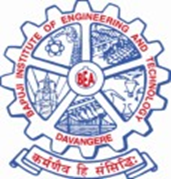 BAPUJI INSTITUTE OF ENGINEERING AND TECHNOLOGY
BEA
DAVANGERE
कर्मणैव हि संसिद्धिः